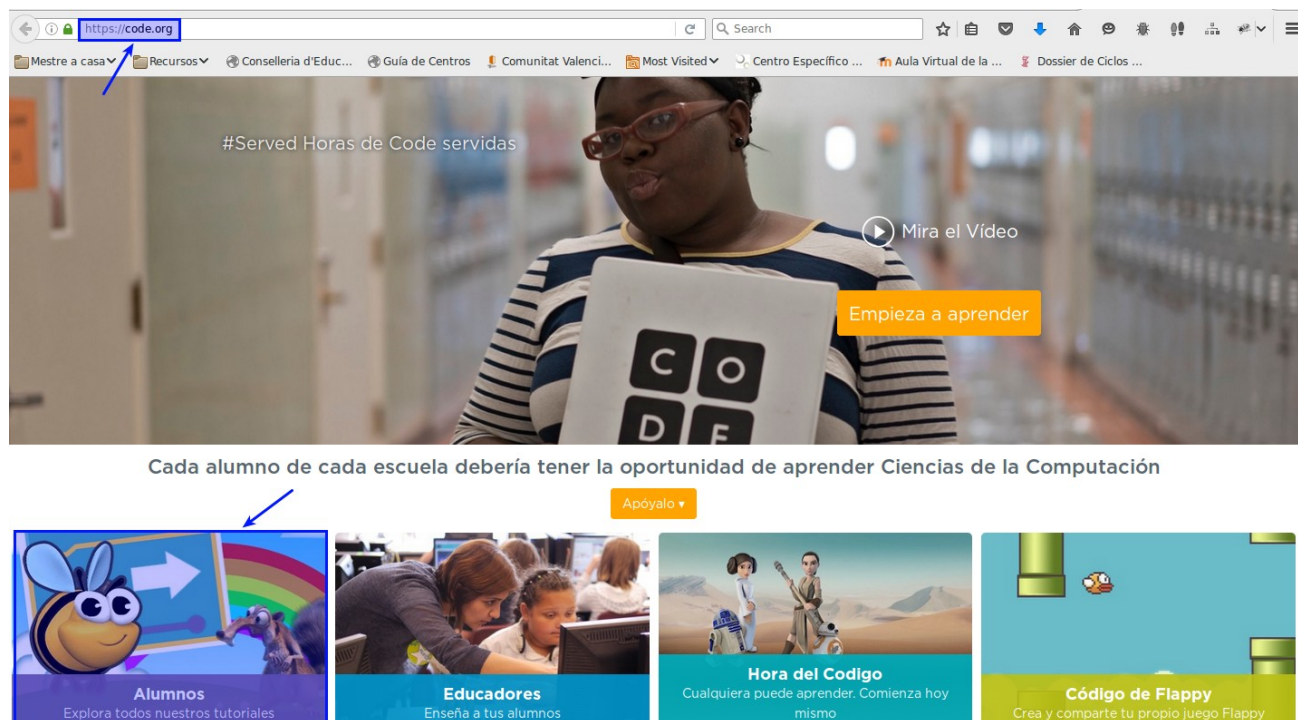 https://code.org
Search
Mestre a casa
Recursos
Conselleria d'Educ...
Guía de Centros
Comunitat Valenci...
Most Visited
Centro Específico ...
Aula Virtual de la ...
Dossier de Ciclos ...
#Served Horas de Code servidas
Mira el Vídeo
Empieza a aprender
CODE
Cada alumno de cada escuela debería tener la oportunidad de aprender Ciencias de la Computación
Apóyalo ▾
Alumnos
Explora todos nuestros tutoriales
Educadores
Enseña a tus alumnos
Hora del Codigo
Cualquiera puede aprender. Comienza hoy
mismo
Código de Flappy
Crea y comparte tu propio juego Flappy